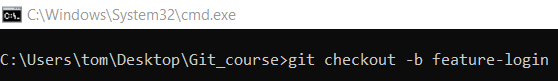 C:\Windows\System32\cmd.exe
C:\Users\tom\Desktop\Git_course>git checkout -b feature-login